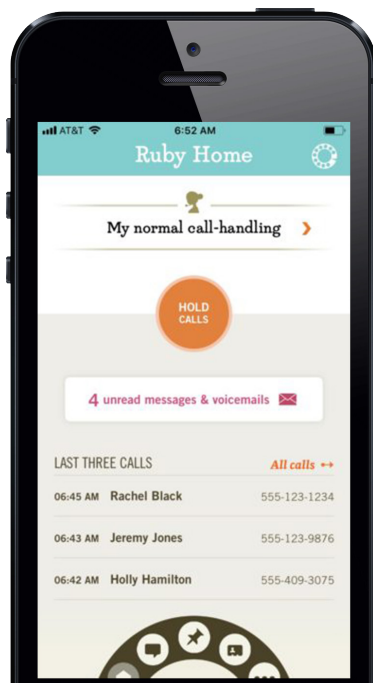 AT&T 6:52 AM
Ruby Home
My normal call-handling
HOLD
CALLS
4 unread messages & voicemails
LAST THREE CALLS All calls
06:45 AM Rachel Black 555-123-1234
06:43 AM Jeremy Jones 555-123-9876
06:42 AM Holly Hamilton 555-409-3075